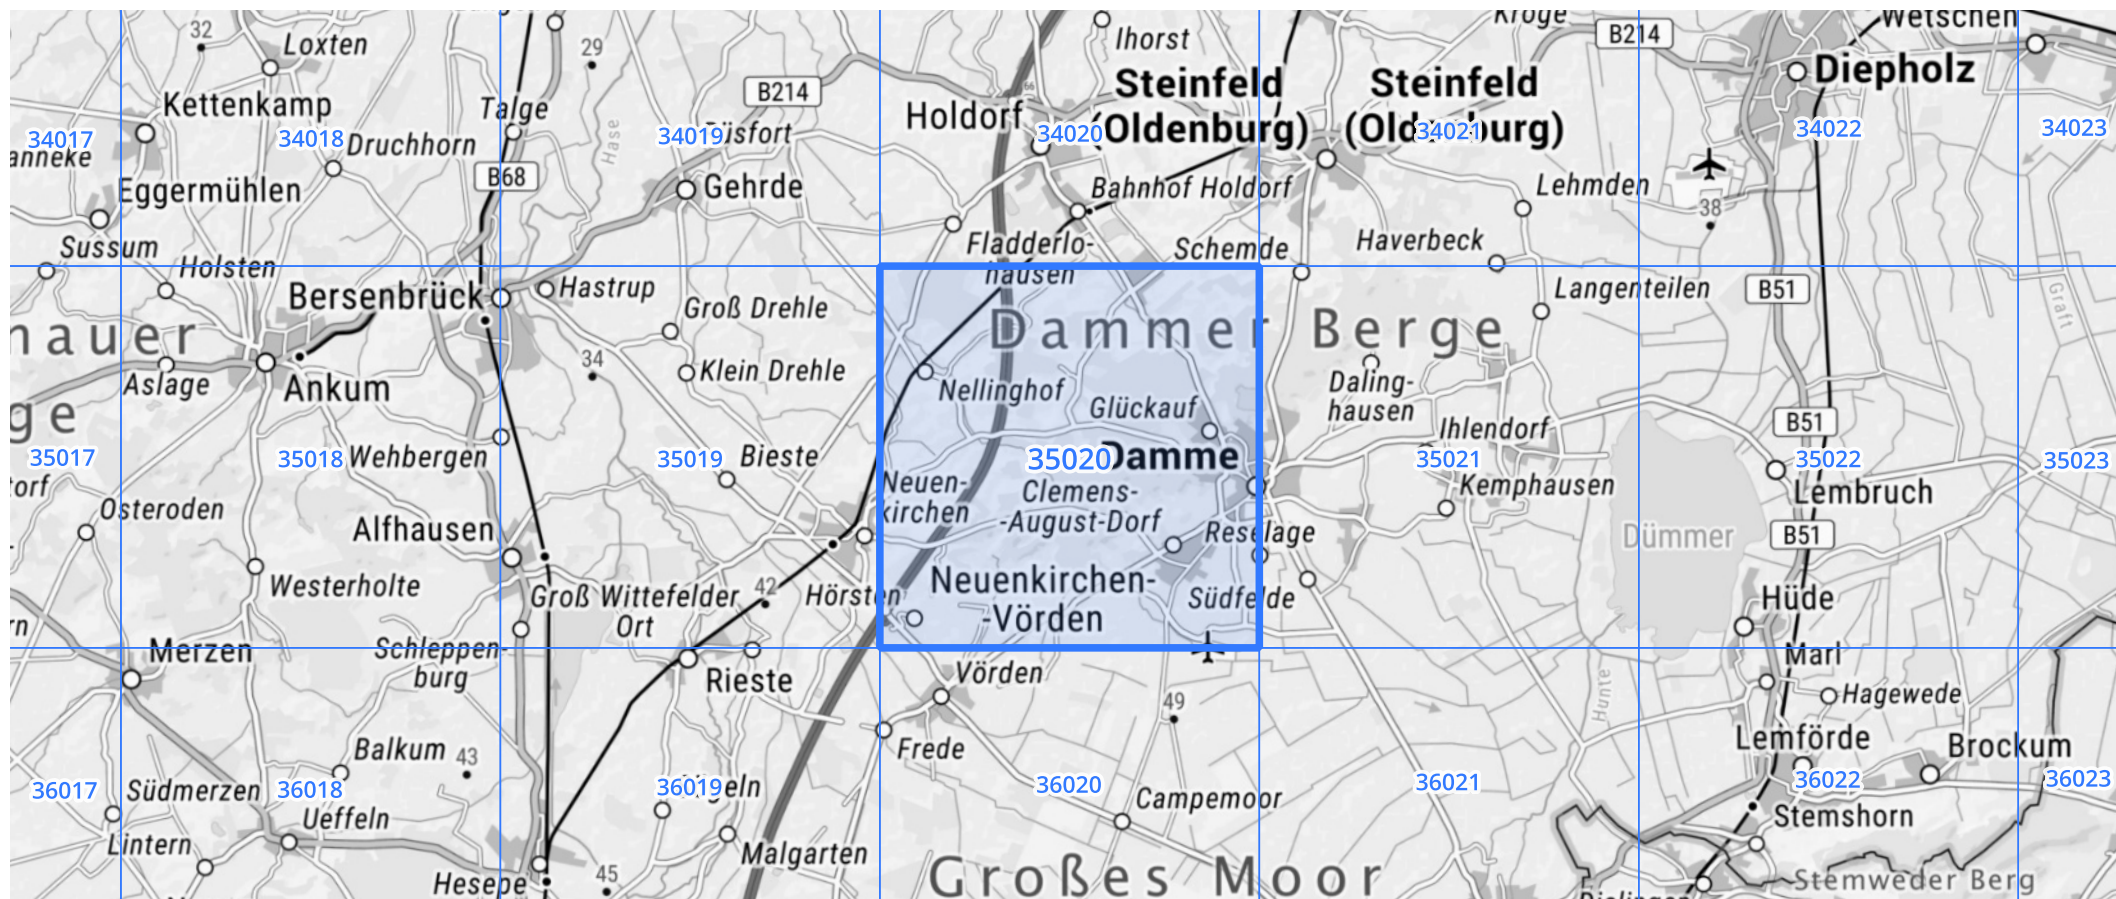 Kroge
Wetschen
32
Loxten
29
Ihorst
B214
Diepholz
Steinfeld
(Oldenburg)
Steinfeld
(Oldenburg)
B214
Kettenkamp
Talge
Holdorf
66
34017
34018
34019
34020
34021
34022
34023
Druchhorn
Hase
B68
Eggermühlen
Gehrde
Bahnhof Holdorf
Lehmden
38
Sussum
Holsten
Fladderlo-
hausen
Schemde
Haverbeck
Bersenbrück
Hastrup
Groß Drehle
Langenteilen
B51
Graft
Dammer Berge
34
Aslage
Ankum
Klein Drehle
Nellinghof
Glückauf
Daling-
hausen
B51
Ihlendorf
35017
35018
35019
35020
35021
35022
35023
Wehbergen
Bieste
Damme
Neuen-
kirchen
Clemens-
-August-Dorf
Kemphausen
Lembruch
Osteroden
Alfhausen
Reselage
Dümmer
B51
Westerholte
Groß Wittefelder
Ort
42
Hörsten
Neuenkirchen-
-Vörden
Südfelde
Hüde
Merzen
Schleppen-
burg
Rieste
Vörden
49
Hunte
Marl
Hagewede
Balkum
43
Frede
Lemförde
Brockum
36017
36018
36019
36020
36021
36022
36023
Südmerzen
Ueffeln
Campemoor
Stemshorn
Lintern
Malgarten
Hesepe
45
Großes Moor
Stemweder Berg